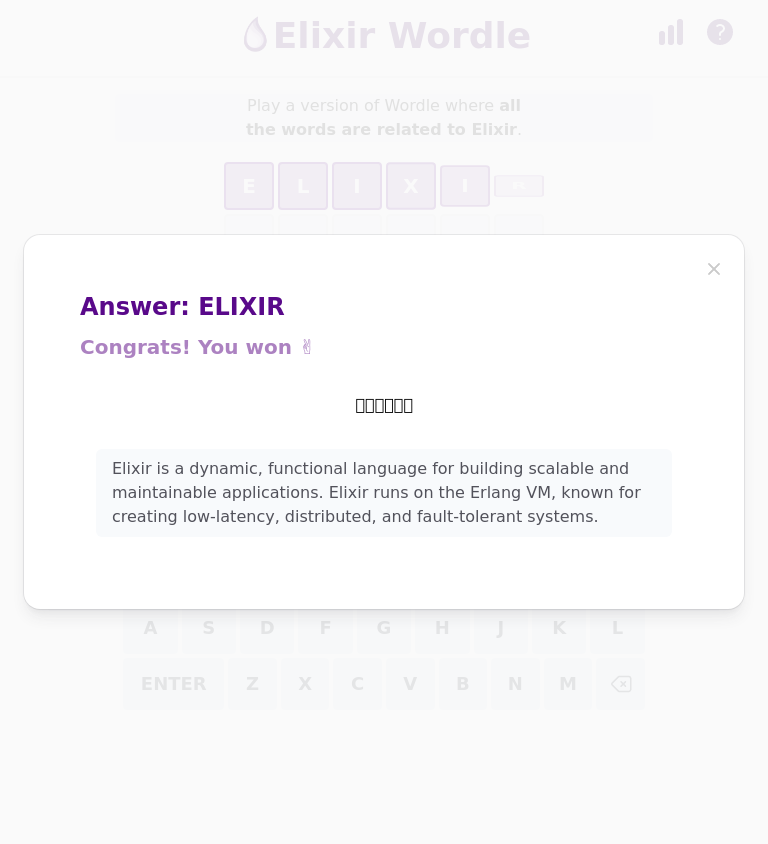 Elixir Wordle
?
Play a version of Wordle where all
the words are related to Elixir.
E L I X I
Answer: ELIXIR
Congrats! You won ✌
Elixir is a dynamic, functional language for building scalable and
maintainable applications. Elixir runs on the Erlang VM, known for
creating low-latency, distributed, and fault-tolerant systems.
A S D F G H J K L
ENTER Z X C V B N M